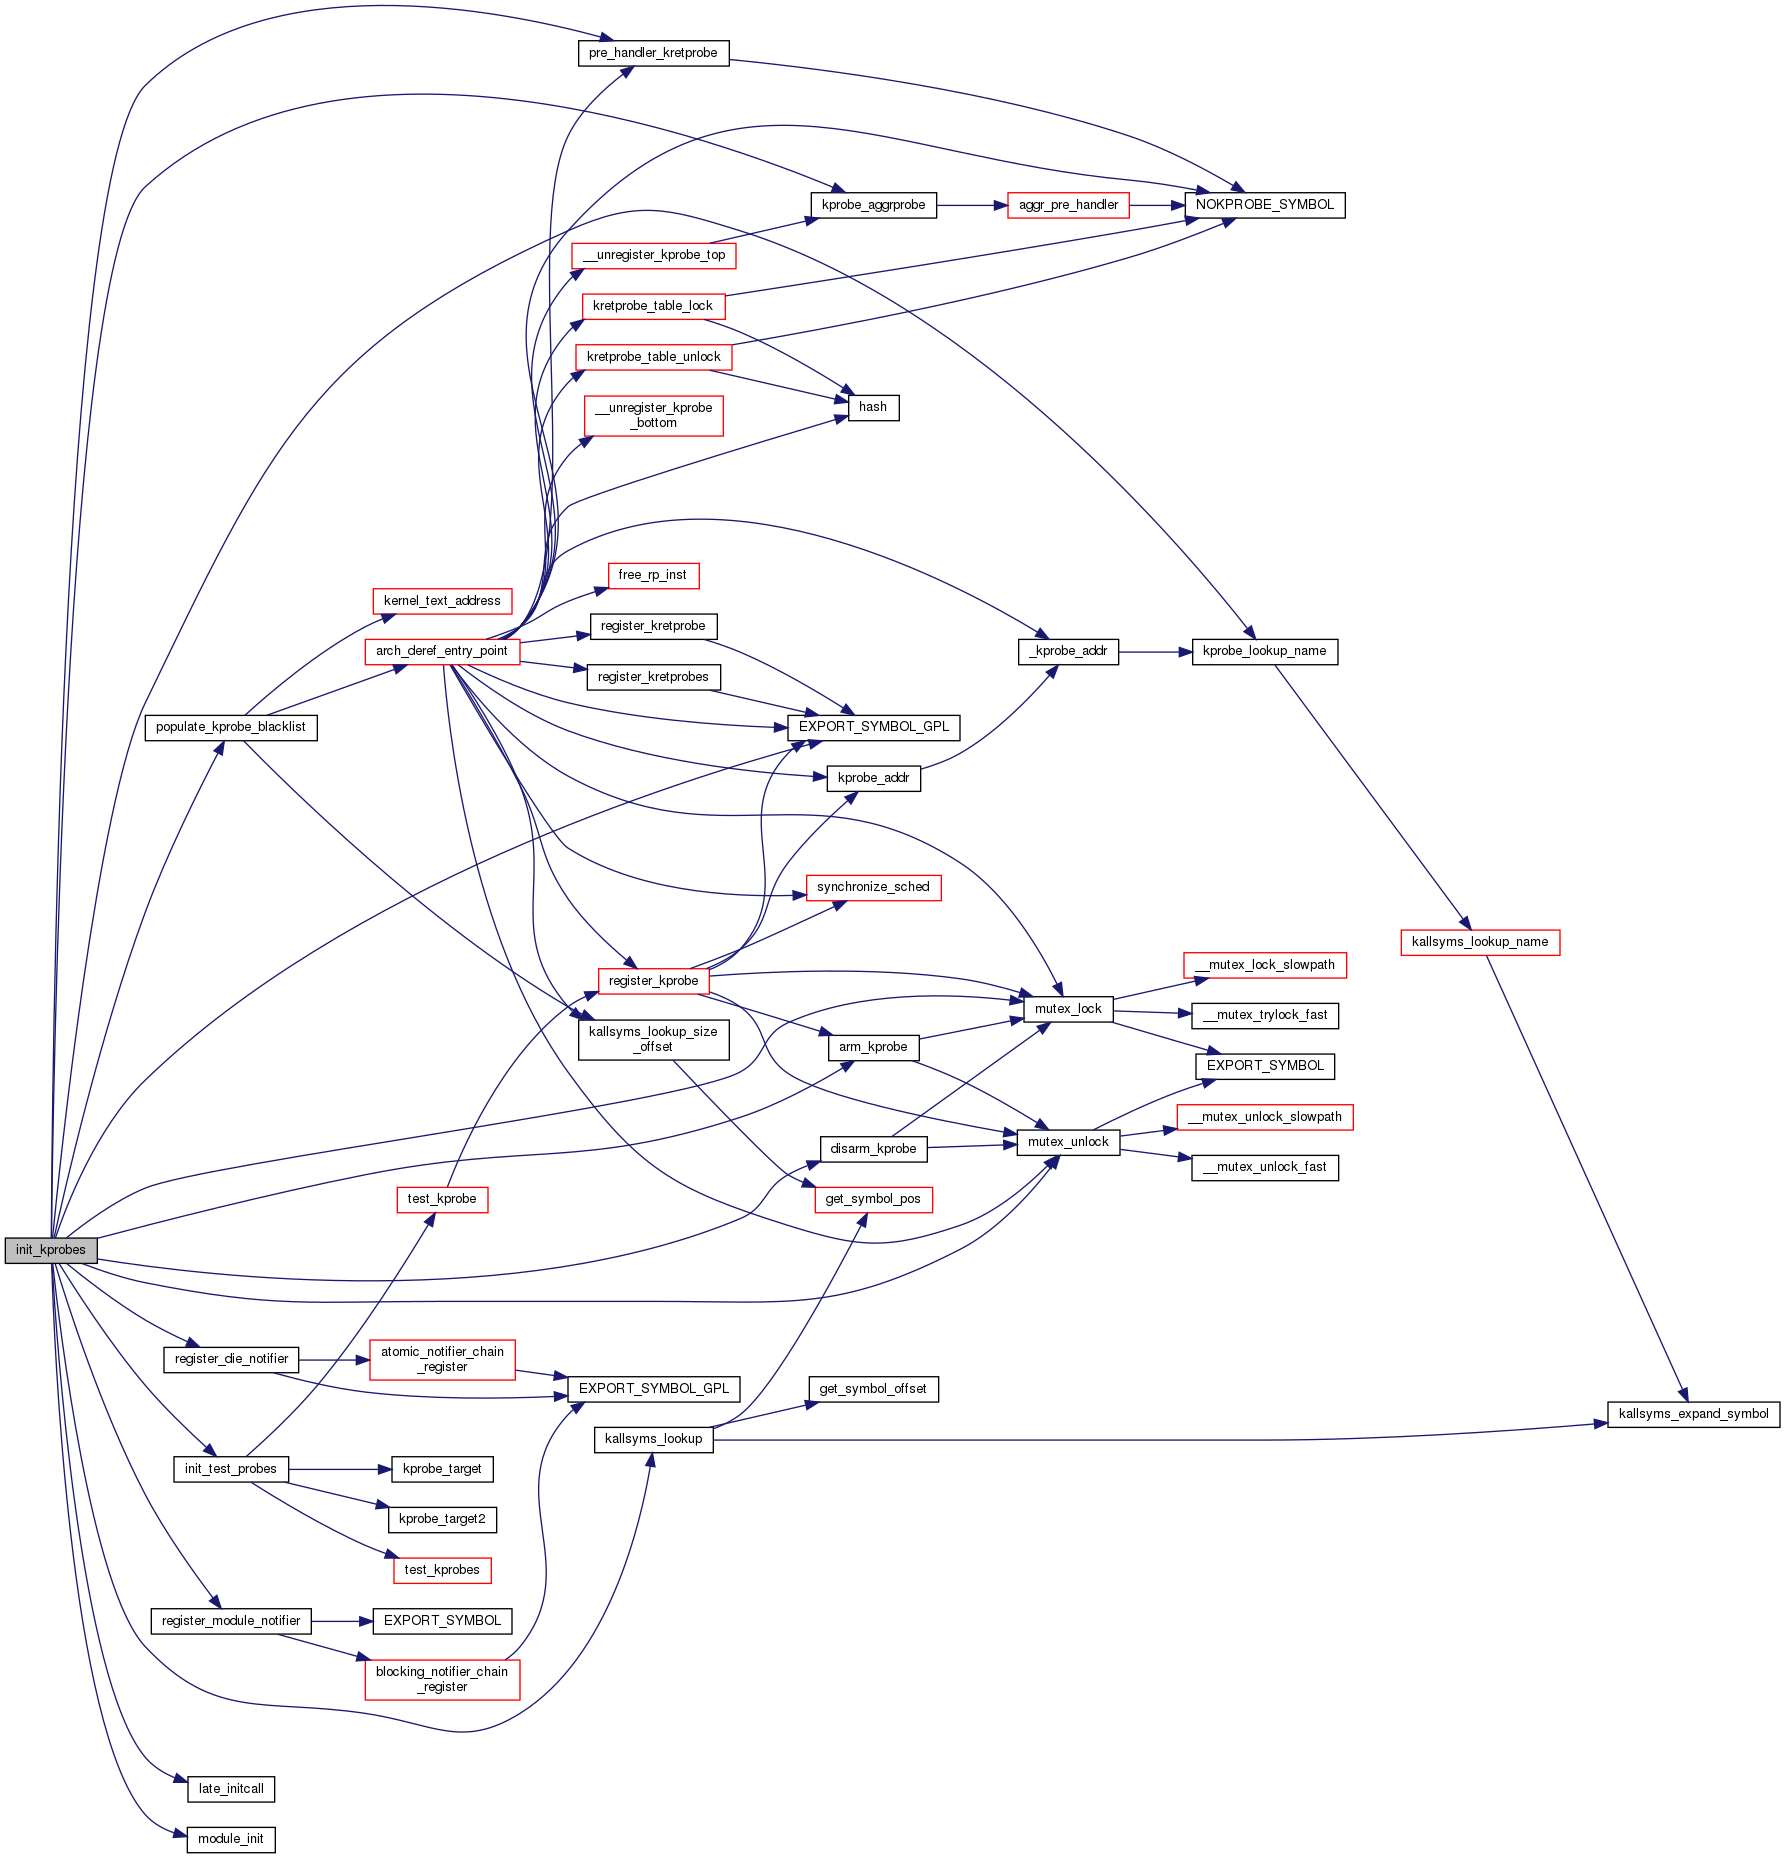 pre_handler_kretprobe
kprobe_aggrprobe
aggr_pre_handler
NOKPROBE_SYMBOL
__unregister_kprobe_top
kretprobe_table_lock
kretprobe_table_unlock
hash
__unregister_kprobe
_bottom
free_rp_inst
kernel_text_address
register_kretprobe
arch_deref_entry_point
_kprobe_addr
kprobe_lookup_name
register_kretprobes
populate_kprobe_blacklist
EXPORT_SYMBOL_GPL
kprobe_addr
synchronize_sched
kallsyms_lookup_name
__mutex_lock_slowpath
register_kprobe
mutex_lock
__mutex_trylock_fast
kallsyms_lookup_size
_offset
arm_kprobe
EXPORT_SYMBOL
__mutex_unlock_slowpath
disarm_kprobe
mutex_unlock
__mutex_unlock_fast
test_kprobe
get_symbol_pos
init_kprobes
register_die_notifier
atomic_notifier_chain
_register
EXPORT_SYMBOL_GPL
get_symbol_offset
kallsyms_expand_symbol
kallsyms_lookup
init_test_probes
kprobe_target
kprobe_target2
test_kprobes
register_module_notifier
EXPORT_SYMBOL
blocking_notifier_chain
_register
late_initcall
module_init